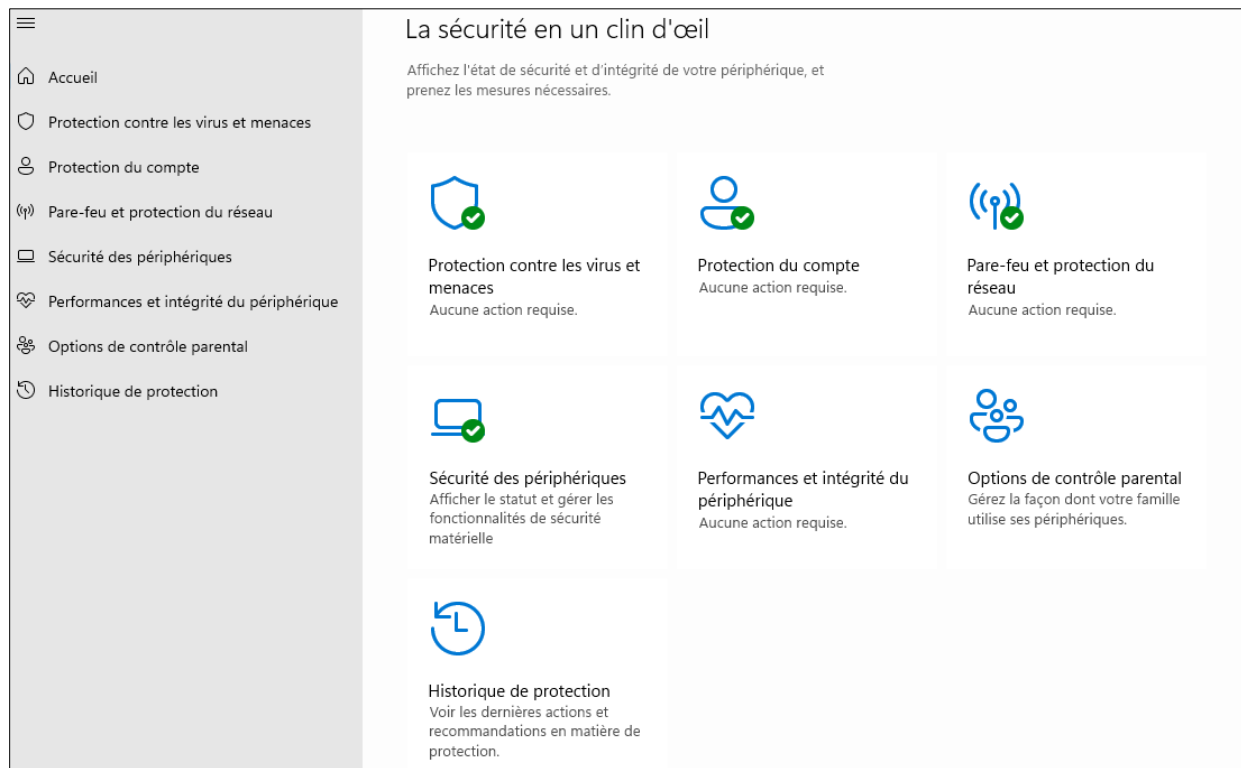 La sécurité en un clin d'œil
Affichez l'état de sécurité et d'intégrité de votre périphérique, et
prenez les mesures nécessaires.
Accueil
Protection contre les virus et menaces
Protection du compte
Pare-feu et protection du réseau
Sécurité des périphériques
Performances et intégrité du périphérique
Options de contrôle parental
Historique de protection
Protection contre les virus et
menaces
Aucune action requise.
Protection du compte
Aucune action requise.
Pare-feu et protection du
réseau
Aucune action requise.
Sécurité des périphériques
Afficher le statut et gérer les
fonctionnalités de sécurité
matérielle
Performances et intégrité du
périphérique
Aucune action requise.
Options de contrôle parental
Gérez la façon dont votre famille
utilise ses périphériques.
Historique de protection
Voir les dernières actions et
recommandations en matière de
protection.